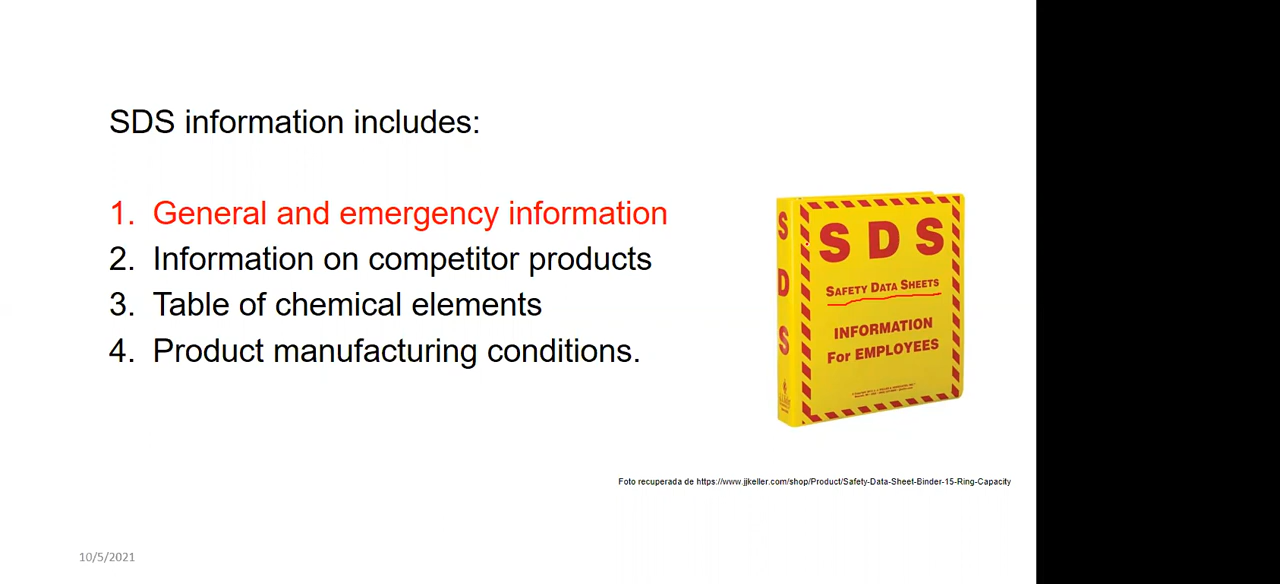 SDS information includes:
1. General and emergency information
2. Information on competitor products
3. Table of chemical elements
4. Product manufacturing conditions.
S D S
S D S
SAFETY DATA SHEETS
INFORMATION
For EMPLOYEES
Foto recuperada de https://www.jjkeller.com/shop/Product/Safety-Data-Sheet-Binder-15-Ring-Capacity
10/5/2021